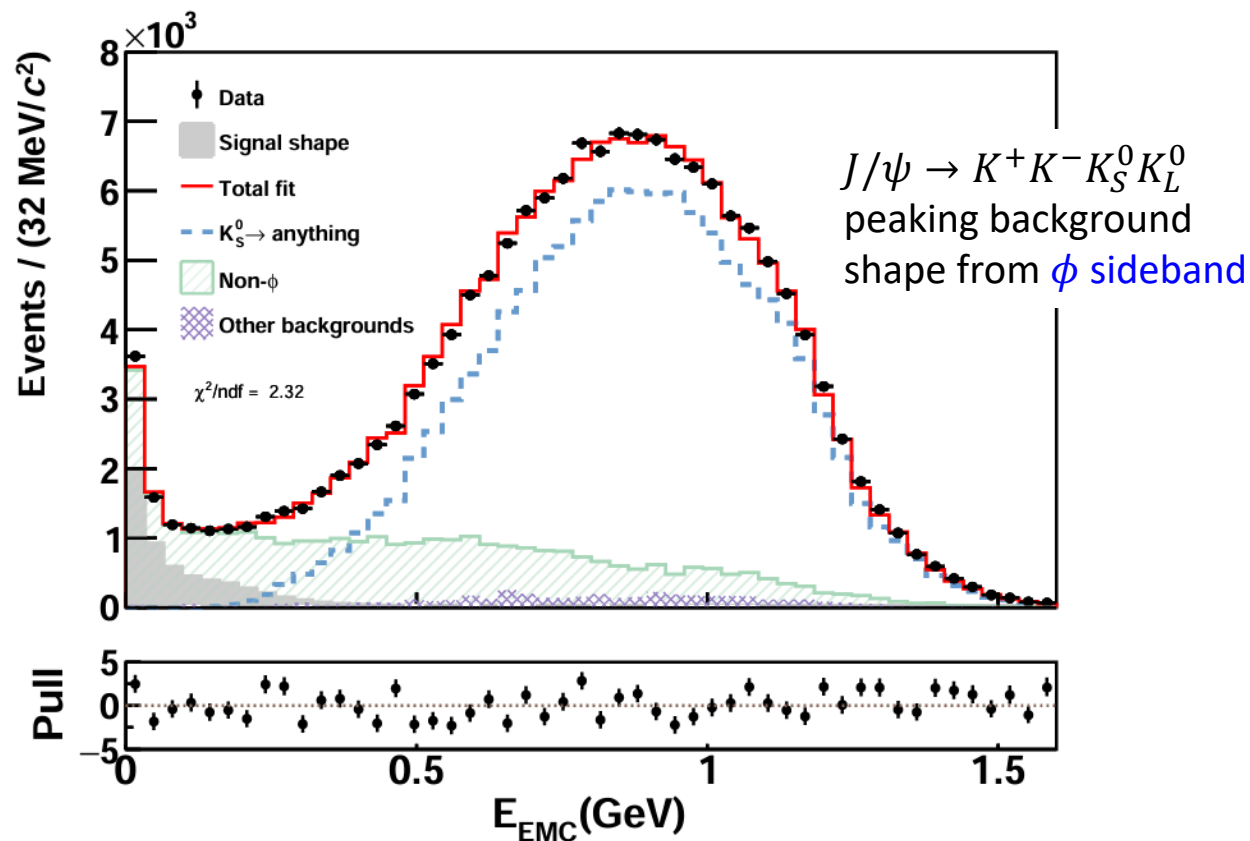 ×10³
8
7
6
5
4
3
2
1
0
Events / (32 MeV/c²)
Data
Signal shape
Total fit
K⁰_S→ anything
Non-ϕ
Other backgrounds
χ²/ndf = 2.32
J/ψ → K⁺K⁻K⁰_S K⁰_L
peaking background
shape from ϕ sideband
Pull
5
0
−5
0 0.5 1 1.5
E_EMC(GeV)